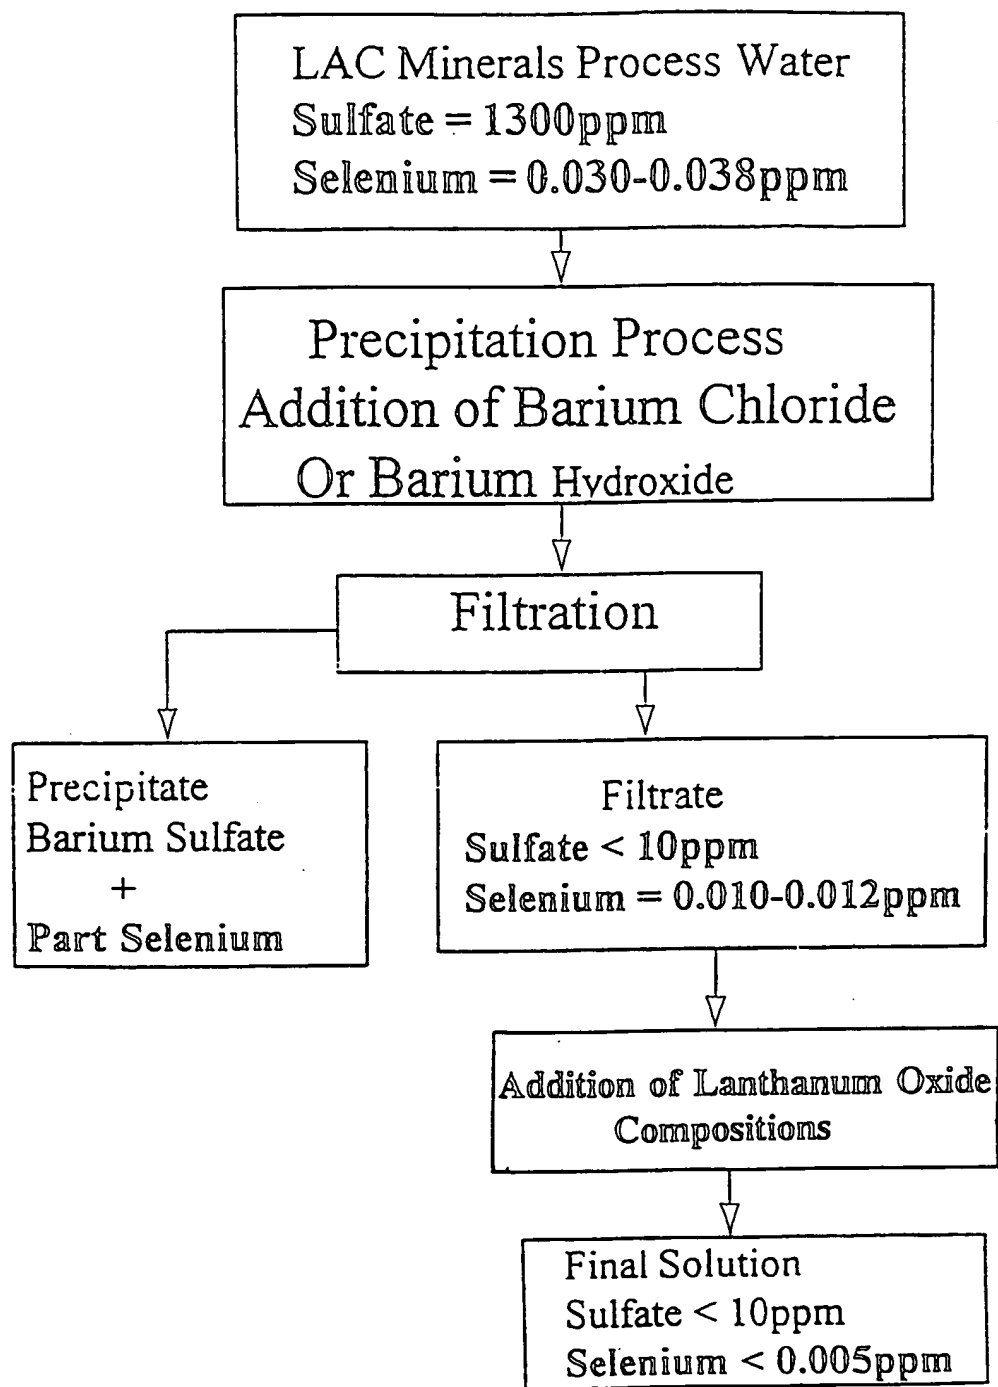 LAC Minerals Process Water
Sulfate = 1300ppm
Selenium = 0.030-0.038ppm
Precipitation Process
Addition of Barium Chloride
Or Barium Hydroxide
Filtration
Precipitate
Barium Sulfate
+
Part Selenium
Filtrate
Sulfate < 10ppm
Selenium = 0.010-0.012ppm
Addition of Lanthanum Oxide
Compositions
Final Solution
Sulfate < 10ppm
Selenium < 0.005ppm